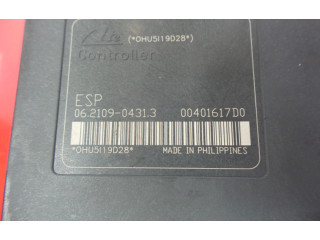 (*OHU5I19D28*)
Controller
ESP
06.2109-0431.3 00401617D0
*OHU5I19D28* MADE IN PHILIPPINES